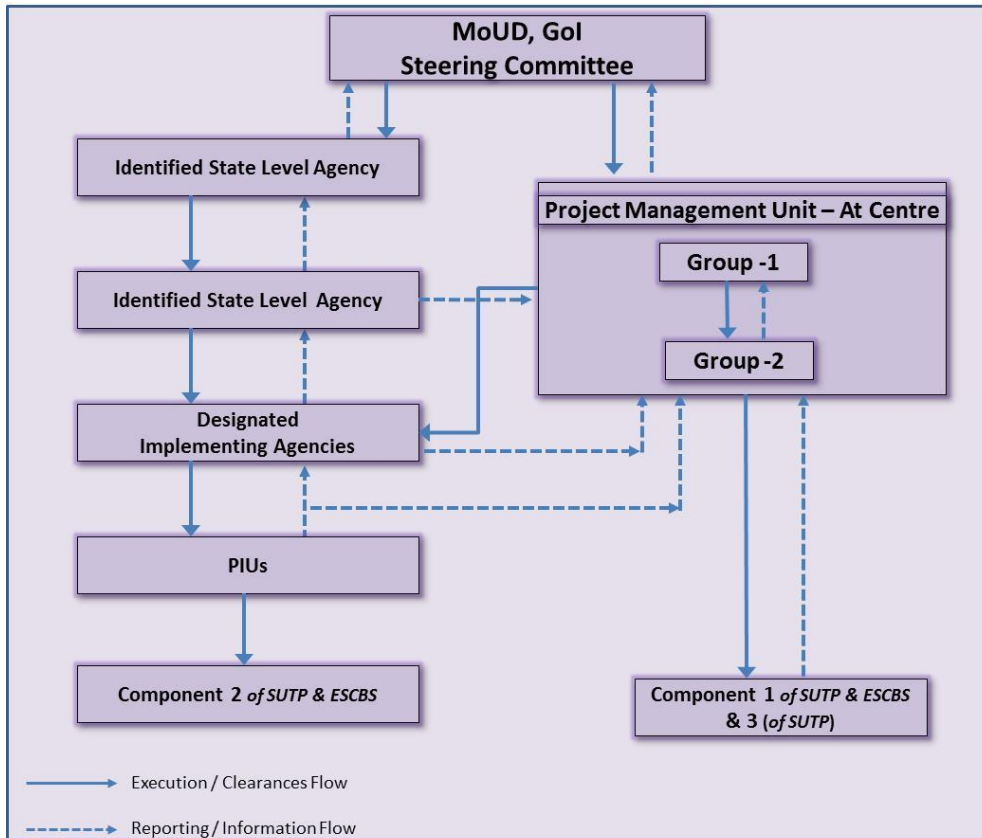 MoUD, GoI
Steering Committee
Identified State Level Agency
Project Management Unit – At Centre
Group -1
Identified State Level Agency
Group -2
Designated
Implementing Agencies
PIUs
Component 2 of SUTP & ESCBS
Component 1 of SUTP & ESCBS
& 3 (of SUTP)
Execution / Clearances Flow
Reporting / Information Flow